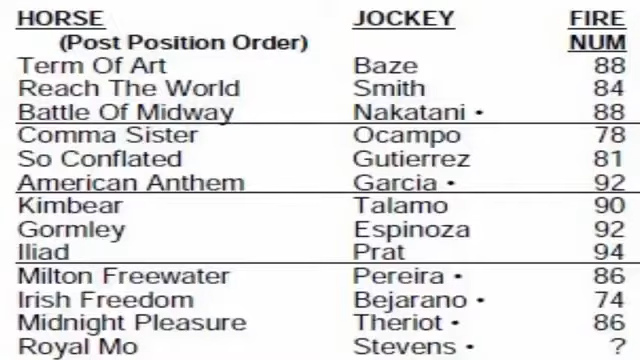 HORSE JOCKEY FIRE
(Post Position Order) NUM
Term Of Art Baze 88
Reach The World Smith 84
Battle Of Midway Nakatani • 88
Comma Sister Ocampo 78
So Conflated Gutierrez 81
American Anthem Garcia • 92
Kimbear Talamo 90
Gormley Espinoza 92
Iliad Prat 94
Milton Freewater Pereira • 86
Irish Freedom Bejarano • 74
Midnight Pleasure Theriot • 86
Royal Mo Stevens • ?